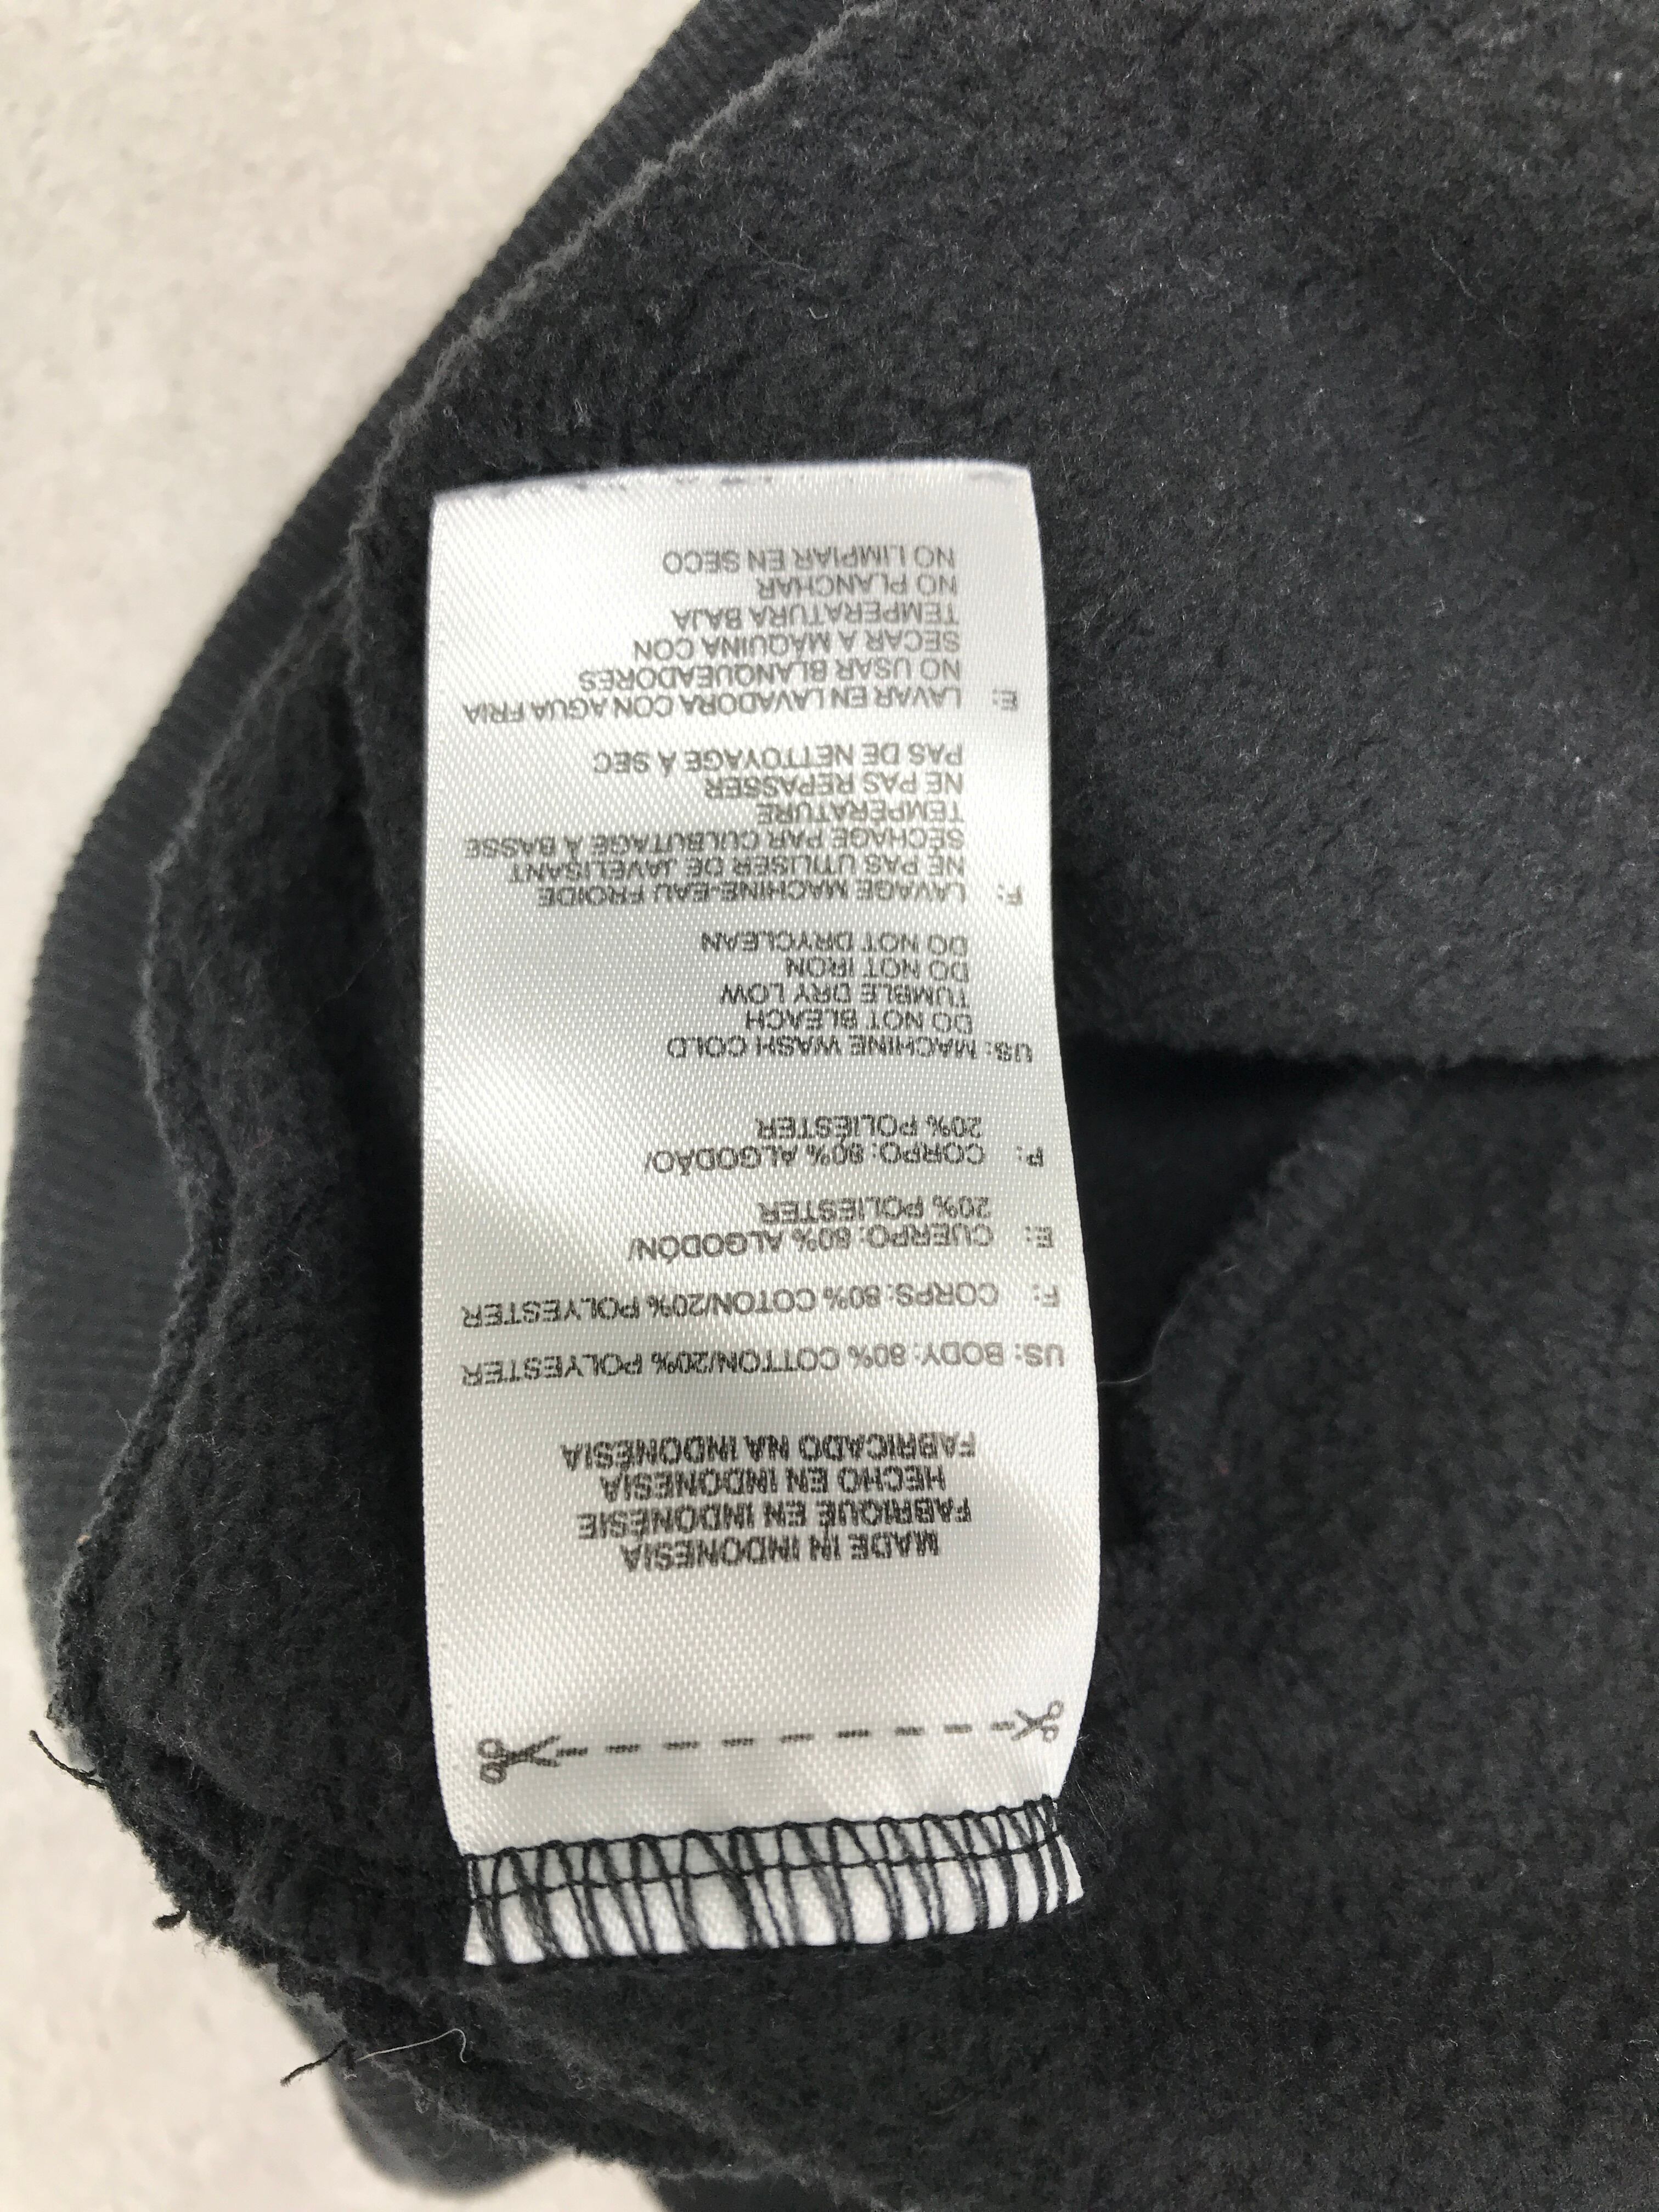 MADE IN INDONESIA
FABRIQUÉ EN INDONÉSIE
HECHO EN INDONESIA
FABRICADO NA INDONÉSIA
US: BODY: 80% COTTON/20% POLYESTER
F: CORPS: 80% COTON/20% POLYESTER
E: CUERPO: 80% ALGODÓN/
20% POLIESTER
P: CORPO: 80% ALGODÃO/
20% POLIÉSTER
US: MACHINE WASH COLD
DO NOT BLEACH
TUMBLE DRY LOW
DO NOT IRON
DO NOT DRYCLEAN
F: LAVAGE MACHINE-EAU FROIDE
NE PAS UTILISER DE JAVELISANT
SECHAGE PAR CULBUTAGE À BASSE
TEMPERATURE
NE PAS REPASSER
PAS DE NETTOYAGE A SEC
E: LAVAR EN LAVADORA CON AGUA FRIA
NO USAR BLANQUEADORES
SECAR A MAQUINA CON
TEMPERATURA BAJA
NO PLANCHAR
NO LIMPIAR EN SECO